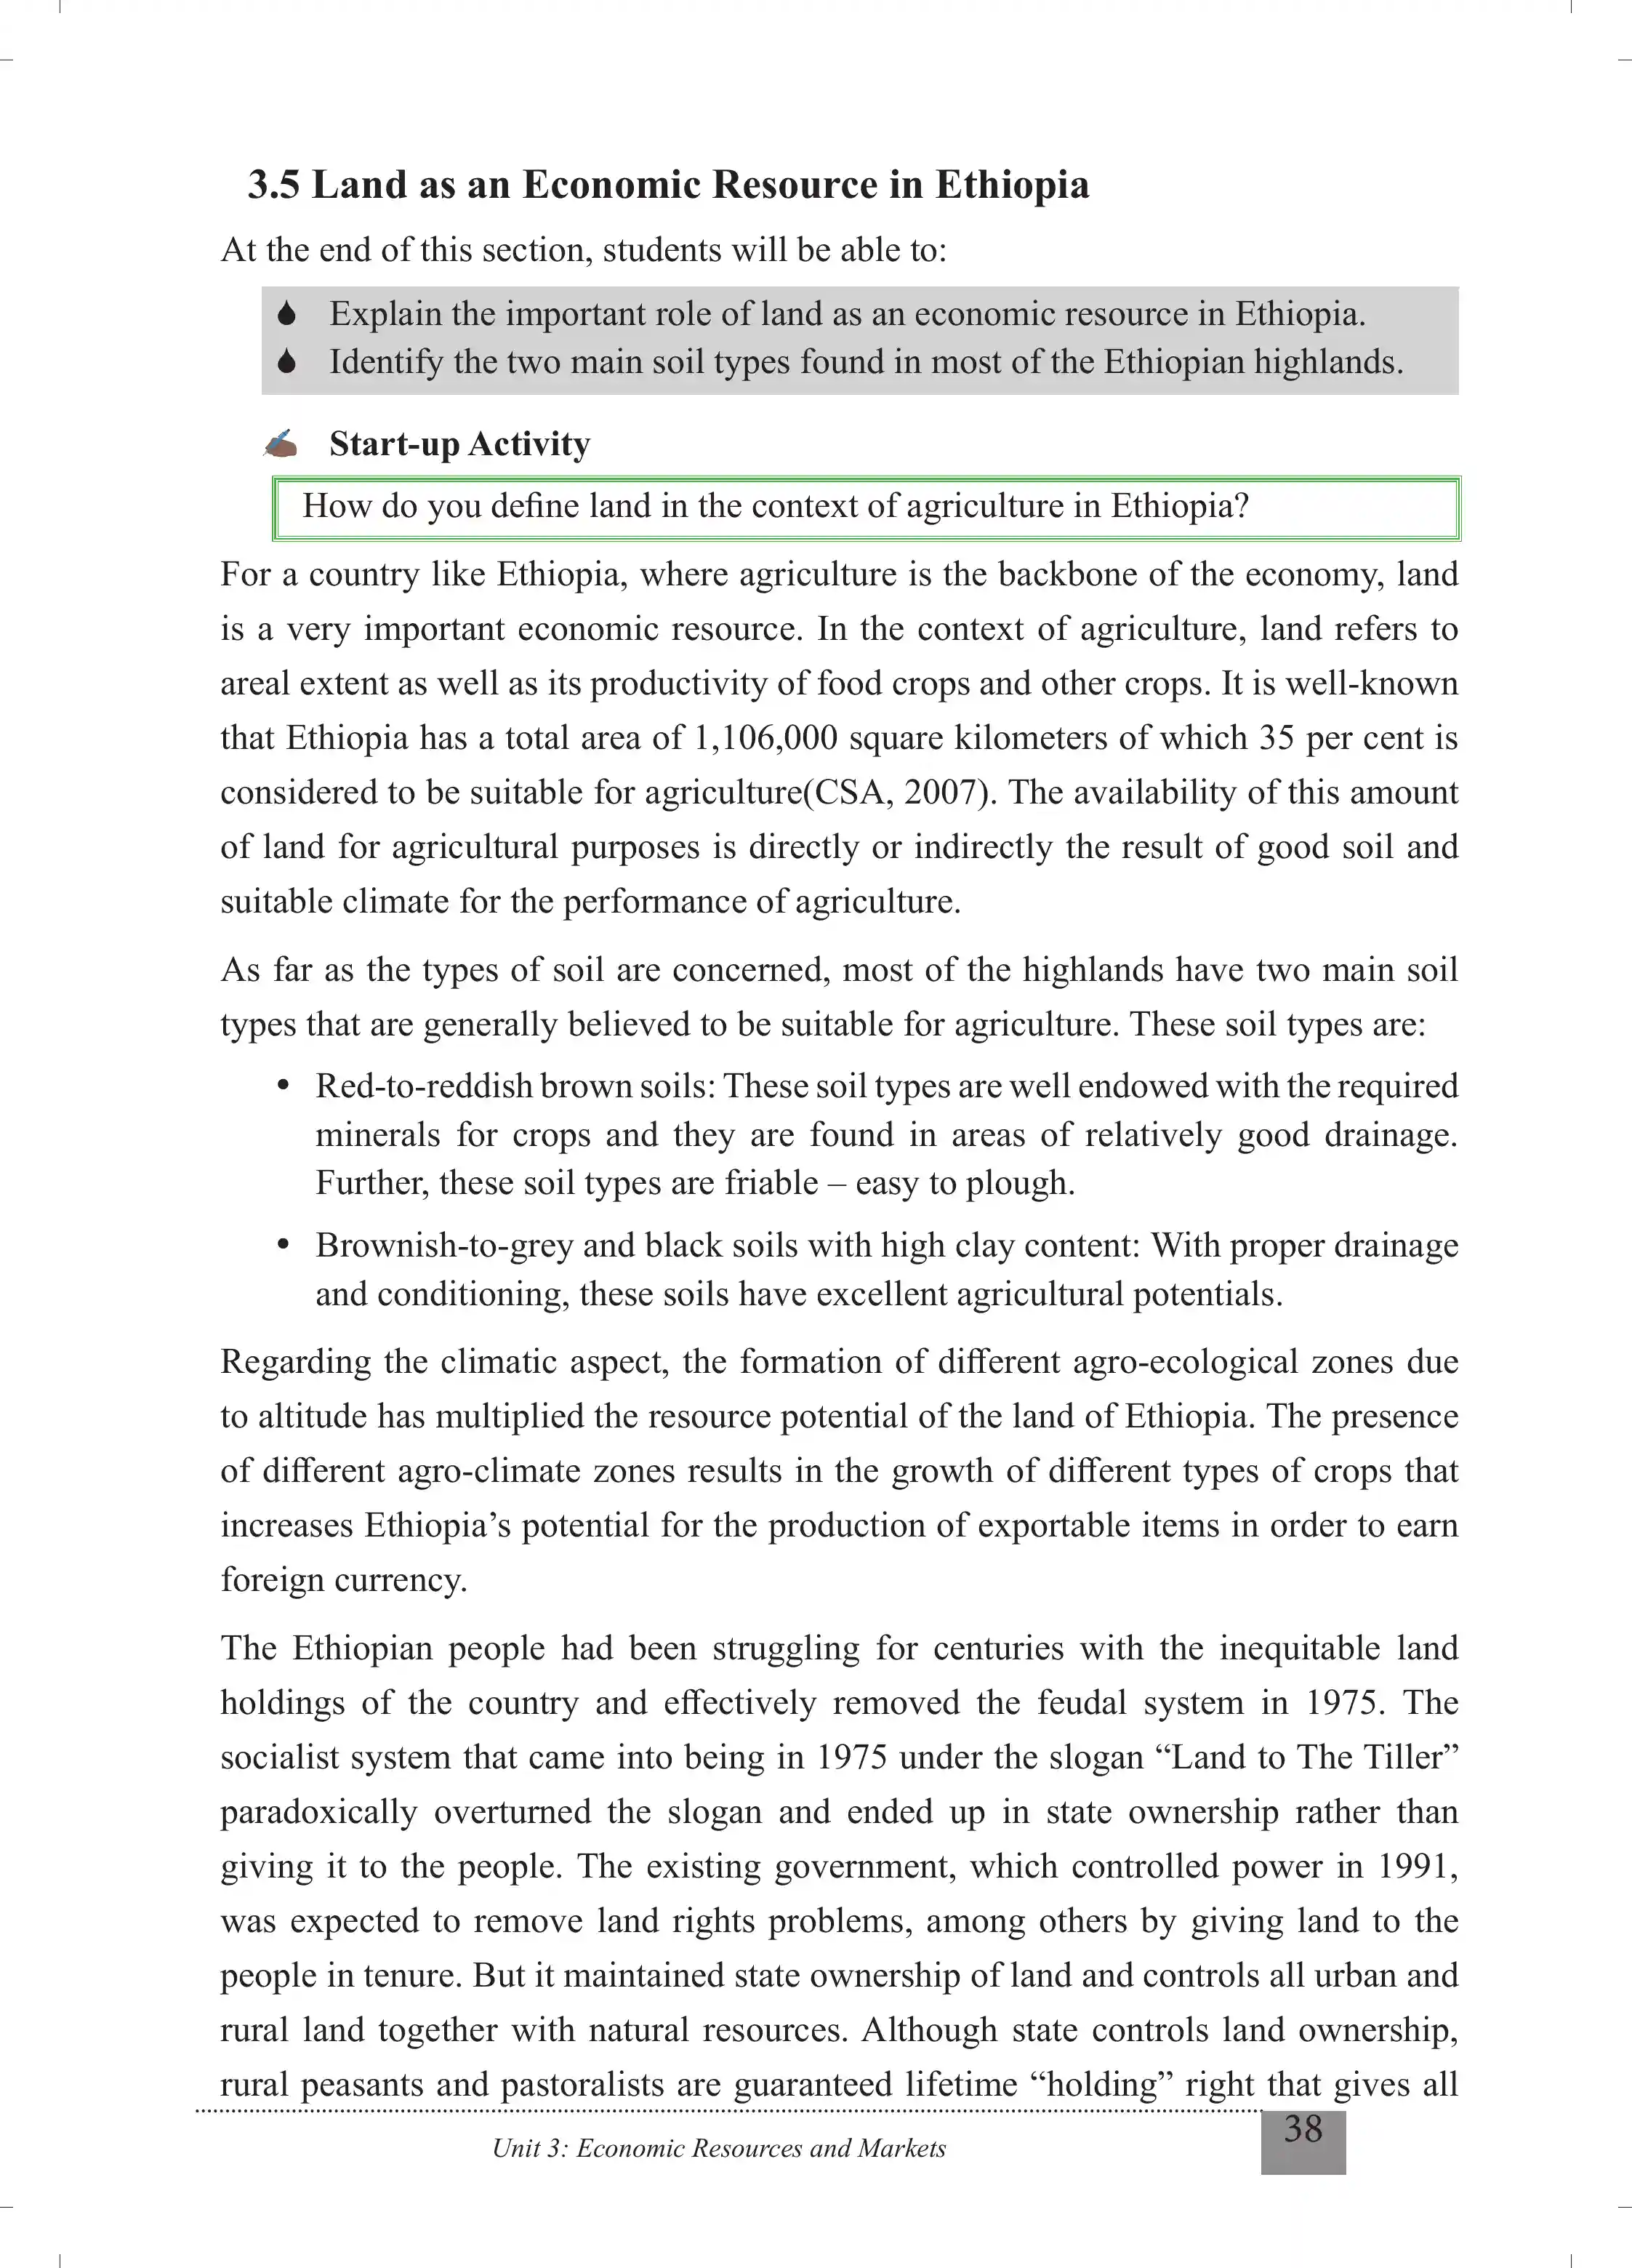 3.5 Land as an Economic Resource in Ethiopia
At the end of this section, students will be able to:
Explain the important role of land as an economic resource in Ethiopia.
Identify the two main soil types found in most of the Ethiopian highlands.
Start-up Activity
How do you define land in the context of agriculture in Ethiopia?
For a country like Ethiopia, where agriculture is the backbone of the economy, land
is a very important economic resource. In the context of agriculture, land refers to
areal extent as well as its productivity of food crops and other crops. It is well-known
that Ethiopia has a total area of 1,106,000 square kilometers of which 35 per cent is
considered to be suitable for agriculture(CSA, 2007). The availability of this amount
of land for agricultural purposes is directly or indirectly the result of good soil and
suitable climate for the performance of agriculture.
As far as the types of soil are concerned, most of the highlands have two main soil
types that are generally believed to be suitable for agriculture. These soil types are:
• Red-to-reddish brown soils: These soil types are well endowed with the required
minerals for crops and they are found in areas of relatively good drainage.
Further, these soil types are friable – easy to plough.
• Brownish-to-grey and black soils with high clay content: With proper drainage
and conditioning, these soils have excellent agricultural potentials.
Regarding the climatic aspect, the formation of different agro-ecological zones due
to altitude has multiplied the resource potential of the land of Ethiopia. The presence
of different agro-climate zones results in the growth of different types of crops that
increases Ethiopia’s potential for the production of exportable items in order to earn
foreign currency.
The Ethiopian people had been struggling for centuries with the inequitable land
holdings of the country and effectively removed the feudal system in 1975. The
socialist system that came into being in 1975 under the slogan “Land to The Tiller”
paradoxically overturned the slogan and ended up in state ownership rather than
giving it to the people. The existing government, which controlled power in 1991,
was expected to remove land rights problems, among others by giving land to the
people in tenure. But it maintained state ownership of land and controls all urban and
rural land together with natural resources. Although state controls land ownership,
rural peasants and pastoralists are guaranteed lifetime “holding” right that gives all
Unit 3: Economic Resources and Markets
38